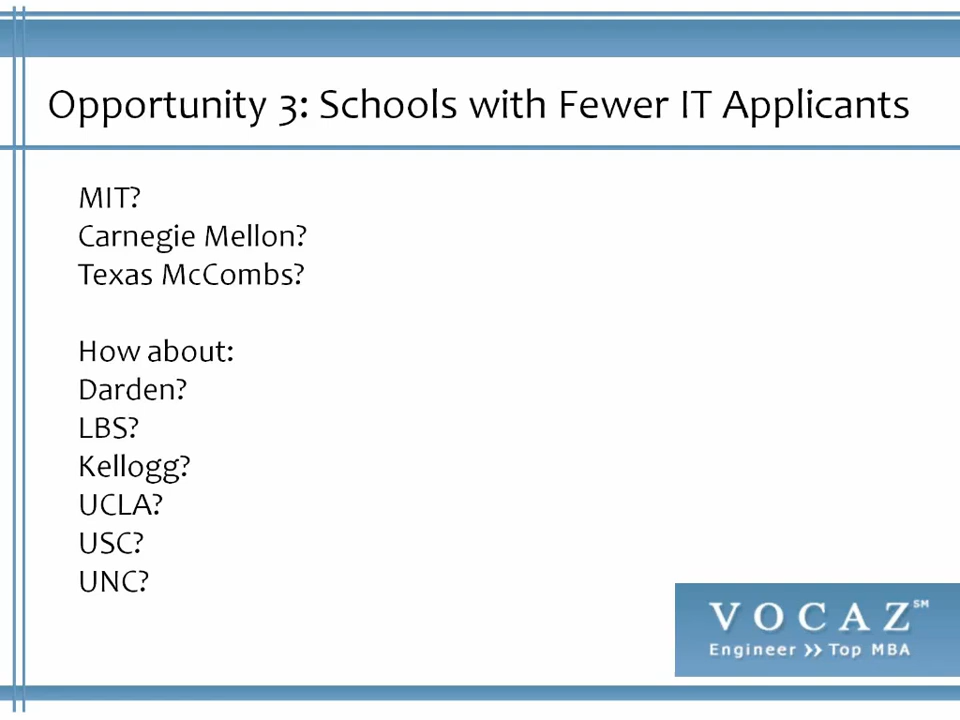 Opportunity 3: Schools with Fewer IT Applicants
MIT?
Carnegie Mellon?
Texas McCombs?
How about:
Darden?
LBS?
Kellogg?
UCLA?
USC?
UNC?
VOCAZ℠
Engineer >> Top MBA